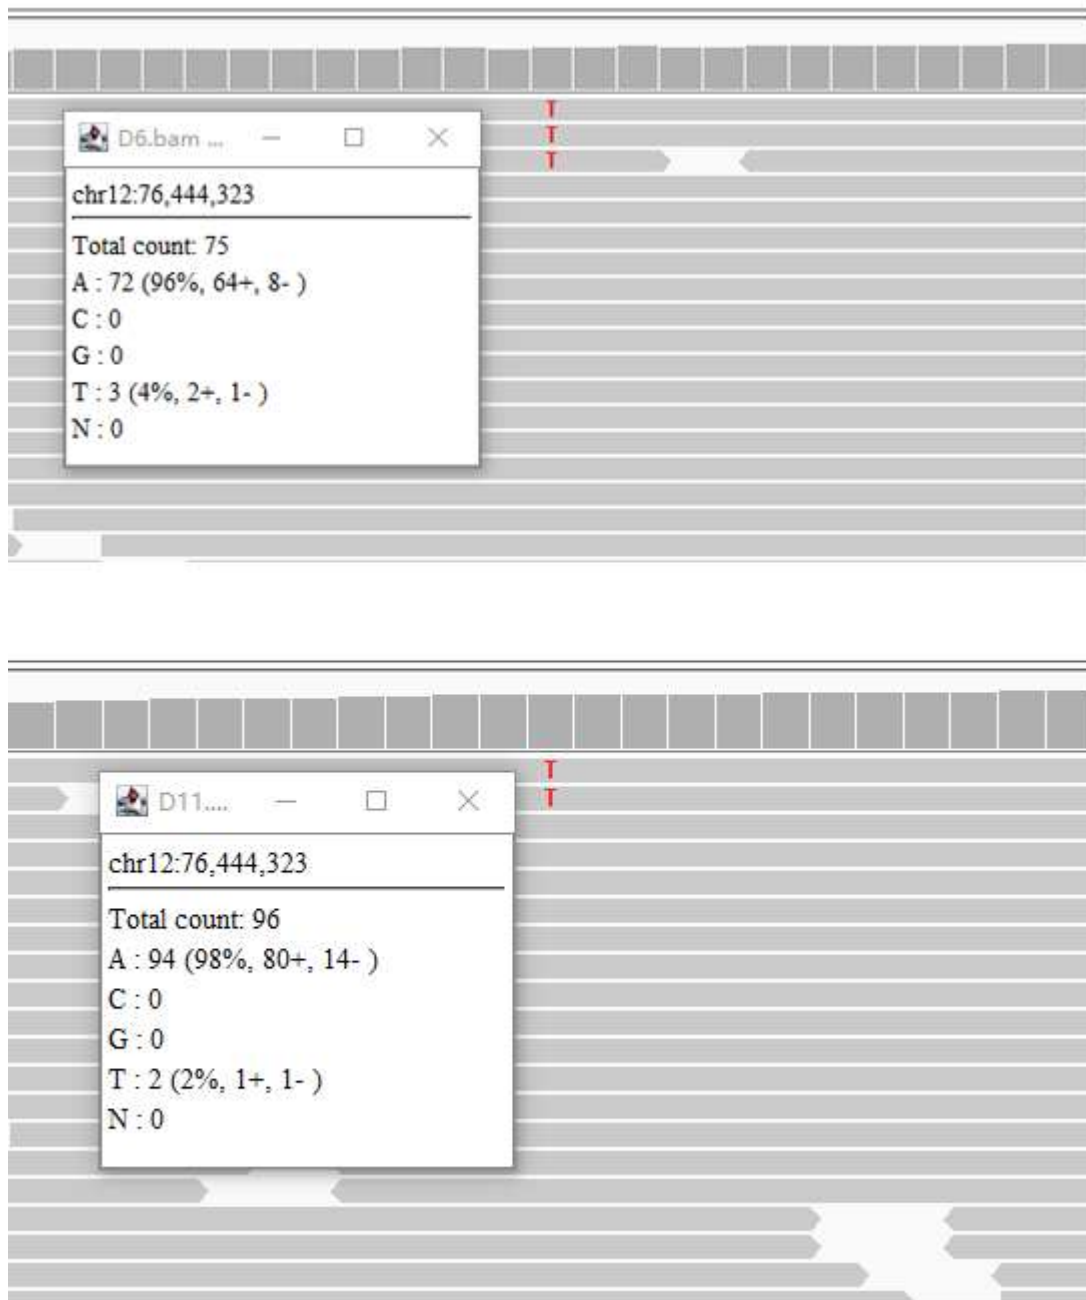 T
T
T
D6.bam ...
chr12:76,444,323
Total count: 75
A : 72 (96%, 64+, 8- )
C : 0
G : 0
T : 3 (4%, 2+, 1- )
N : 0
T
T
D11....
chr12:76,444,323
Total count: 96
A : 94 (98%, 80+, 14- )
C : 0
G : 0
T : 2 (2%, 1+, 1- )
N : 0